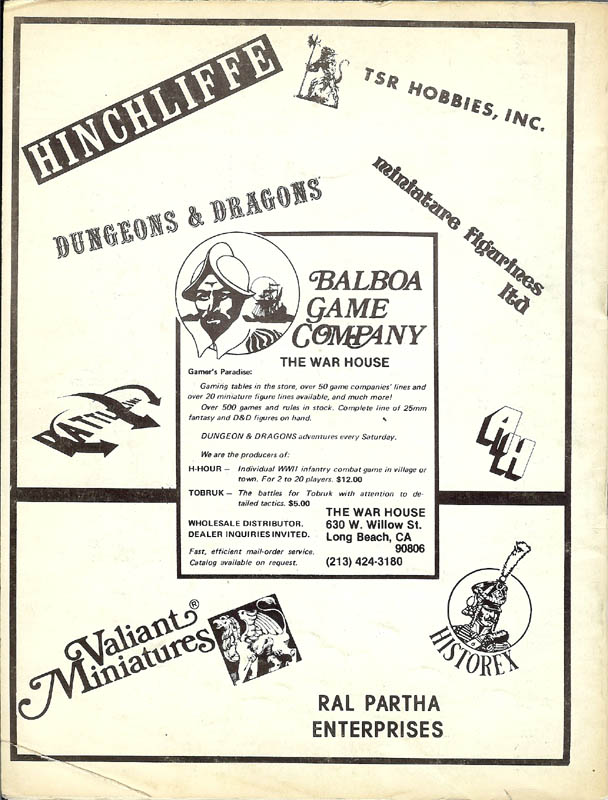 HINCHLIFFE
TSR HOBBIES, INC.
DUNGEONS & DRAGONS
miniature figurines
ltd
BALBOA
GAME
COMPANY
THE WAR HOUSE
Gamer's Paradise:
Gaming tables in the store, over 50 game companies' lines and
over 20 miniature figure lines available, and much more!
Over 500 games and rules in stock. Complete line of 25mm
fantasy and D&D figures on hand.
DUNGEON & DRAGONS adventures every Saturday.
We are the producers of:
H-HOUR – Individual WWII infantry combat game in village or
town. For 2 to 20 players. $12.00
TOBRUK – The battles for Tobruk with attention to de-
tailed tactics. $5.00
WHOLESALE DISTRIBUTOR.
DEALER INQUIRIES INVITED.
Fast, efficient mail-order service.
Catalog available on request.
THE WAR HOUSE
630 W. Willow St.
Long Beach, CA
90806
(213) 424-3180
Valiant®
Miniatures
HISTOREX
RAL PARTHA
ENTERPRISES